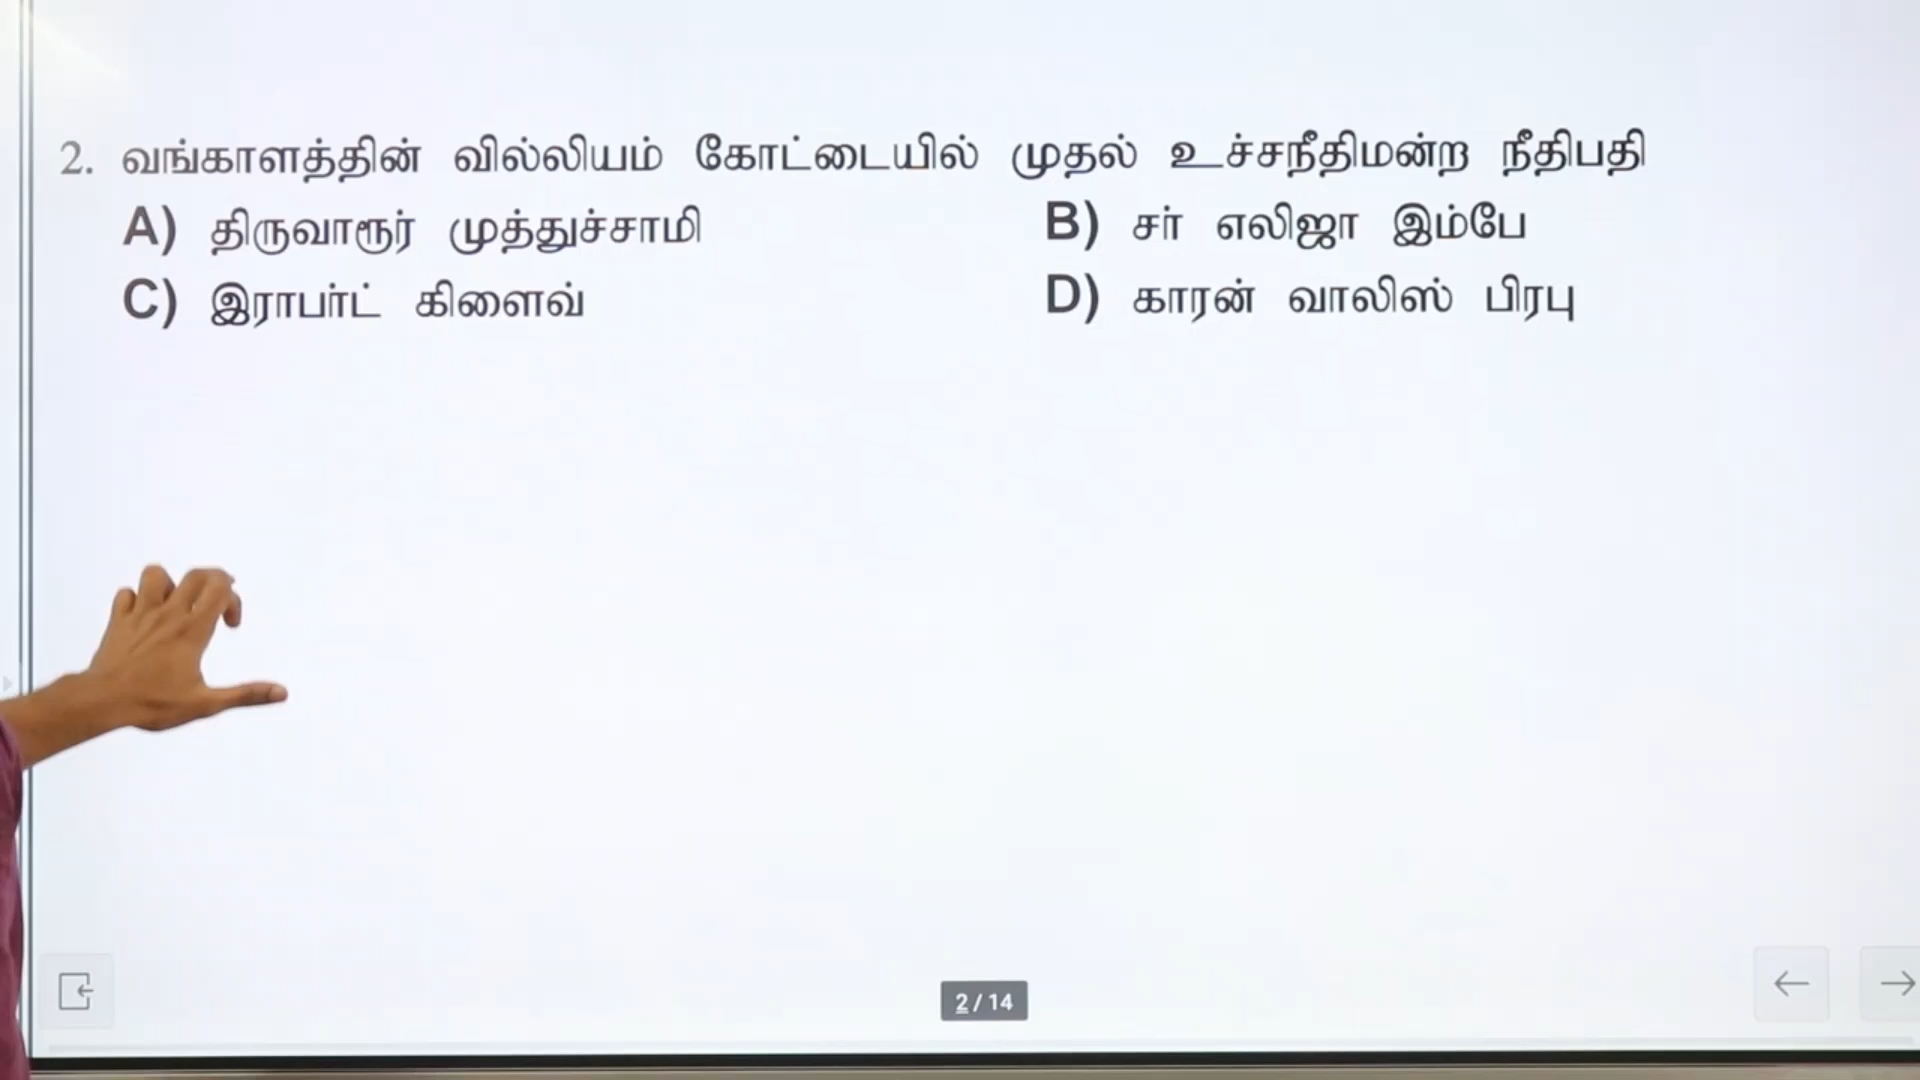 2. வங்காளத்தின் வில்லியம் கோட்டையில் முதல் உச்சநீதிமன்ற நீதிபதி
A) திருவாரூர் முத்துச்சாமி B) சர் எலிஜா இம்பே
C) இராபர்ட் கிளைவ் D) காரன் வாலிஸ் பிரபு
2 / 14